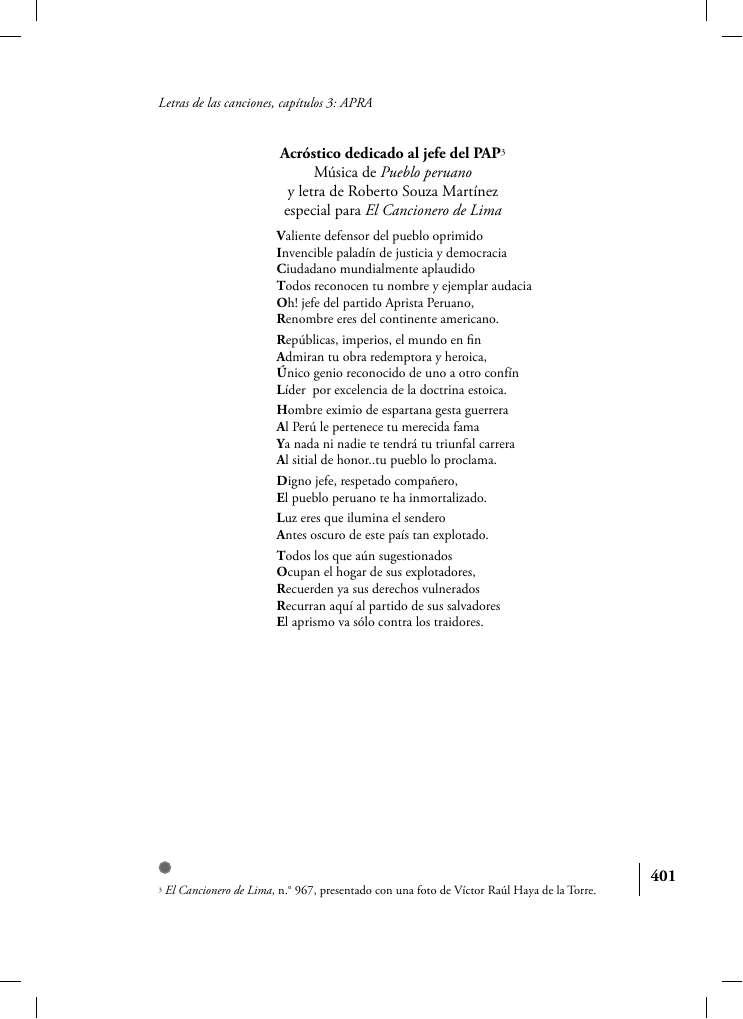 Letras de las canciones, capítulos 3: APRA
Acróstico dedicado al jefe del PAP³
Música de Pueblo peruano
y letra de Roberto Souza Martínez
especial para El Cancionero de Lima
Valiente defensor del pueblo oprimido
Invencible paladín de justicia y democracia
Ciudadano mundialmente aplaudido
Todos reconocen tu nombre y ejemplar audacia
Oh! jefe del partido Aprista Peruano,
Renombre eres del continente americano.
Repúblicas, imperios, el mundo en fin
Admiran tu obra redemptora y heroica,
Único genio reconocido de uno a otro confín
Líder  por excelencia de la doctrina estoica.
Hombre eximio de espartana gesta guerrera
Al Perú le pertenece tu merecida fama
Ya nada ni nadie te tendrá tu triunfal carrera
Al sitial de honor..tu pueblo lo proclama.
Digno jefe, respetado compañero,
El pueblo peruano te ha inmortalizado.
Luz eres que ilumina el sendero
Antes oscuro de este país tan explotado.
Todos los que aún sugestionados
Ocupan el hogar de sus explotadores,
Recuerden ya sus derechos vulnerados
Recurran aquí al partido de sus salvadores
El aprismo va sólo contra los traidores.
³ El Cancionero de Lima, n.° 967, presentado con una foto de Víctor Raúl Haya de la Torre.
401